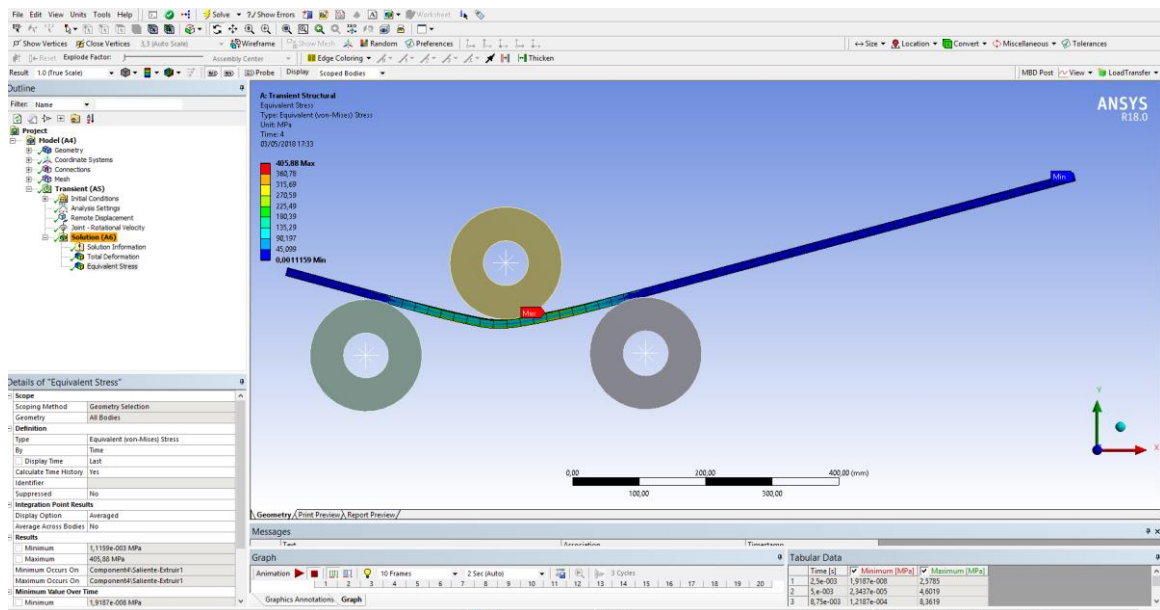 File Edit View Units Tools Help Solve ?/ Show Errors Worksheet
Show Vertices Close Vertices 3,3 (Auto Scale) Wireframe Show Mesh Random Preferences Size Location Convert Miscellaneous Tolerances
Reset Explode Factor: Assembly Center Edge Coloring Thicken
Result 1.0 (True Scale) Probe Display Scoped Bodies MBD Post View LoadTransfer
Outline
Filter: Name
Project
Model (A4)
Geometry
Coordinate Systems
Connections
Mesh
Transient (A5)
Initial Conditions
Analysis Settings
Remote Displacement
Joint - Rotational Velocity
Solution (A6)
Solution Information
Total Deformation
Equivalent Stress
A: Transient Structural
Equivalent Stress
Type: Equivalent (von-Mises) Stress
Unit: MPa
Time: 4
03/05/2018 17:33
405,88 Max
360,78
315,69
270,59
225,49
180,39
135,29
90,197
45,099
0,0011159 Min
ANSYS
R18.0
Min
Max
0,00 200,00 400,00 (mm)
100,00 300,00
Y
X
Details of "Equivalent Stress"
Scope
Scoping Method Geometry Selection
Geometry All Bodies
Definition
Type Equivalent (von-Mises) Stress
By Time
Display Time Last
Calculate Time History Yes
Identifier
Suppressed No
Integration Point Results
Display Option Averaged
Average Across Bodies No
Results
Minimum 1,1159e-003 MPa
Maximum 405,88 MPa
Minimum Occurs On Component4\Saliente-Extruir1
Maximum Occurs On Component4\Saliente-Extruir1
Minimum Value Over Time
Minimum 1,9187e-008 MPa
Geometry Print Preview Report Preview
Messages
Text Association Timestamp
Graph
Animation 10 Frames 2 Sec (Auto) 3 Cycles
1 2 3 4 5 6 7 8 9 10 11 12 13 14 15 16 17 18 19 20
Graphics Annotations Graph
Tabular Data
Time [s] Minimum [MPa] Maximum [MPa]
1 2,5e-003 1,9187e-008 2,5785
2 5,e-003 2,3437e-005 4,6019
3 8,75e-003 1,2187e-004 8,3619